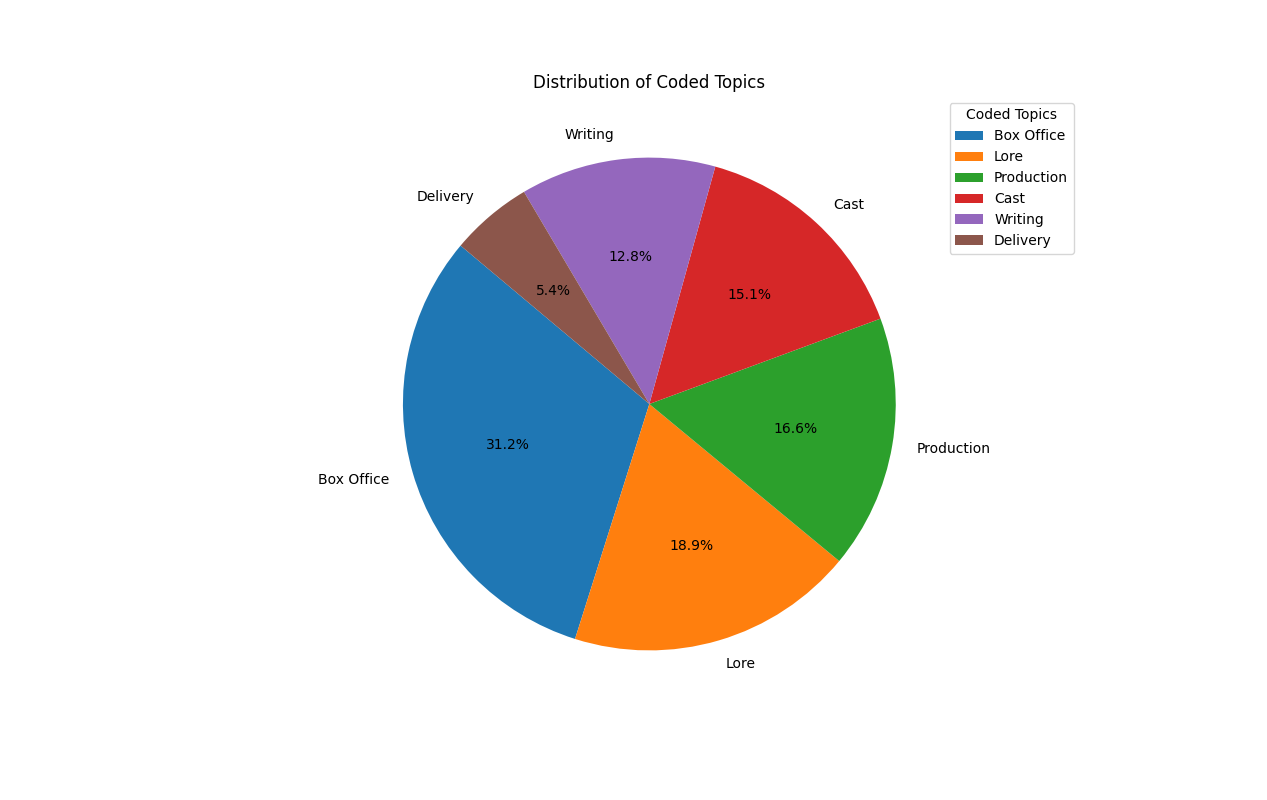 Distribution of Coded Topics
Coded Topics
Box Office
Lore
Production
Cast
Writing
Delivery
Writing
Delivery
Cast
12.8%
5.4%
15.1%
16.6%
31.2%
Production
Box Office
18.9%
Lore